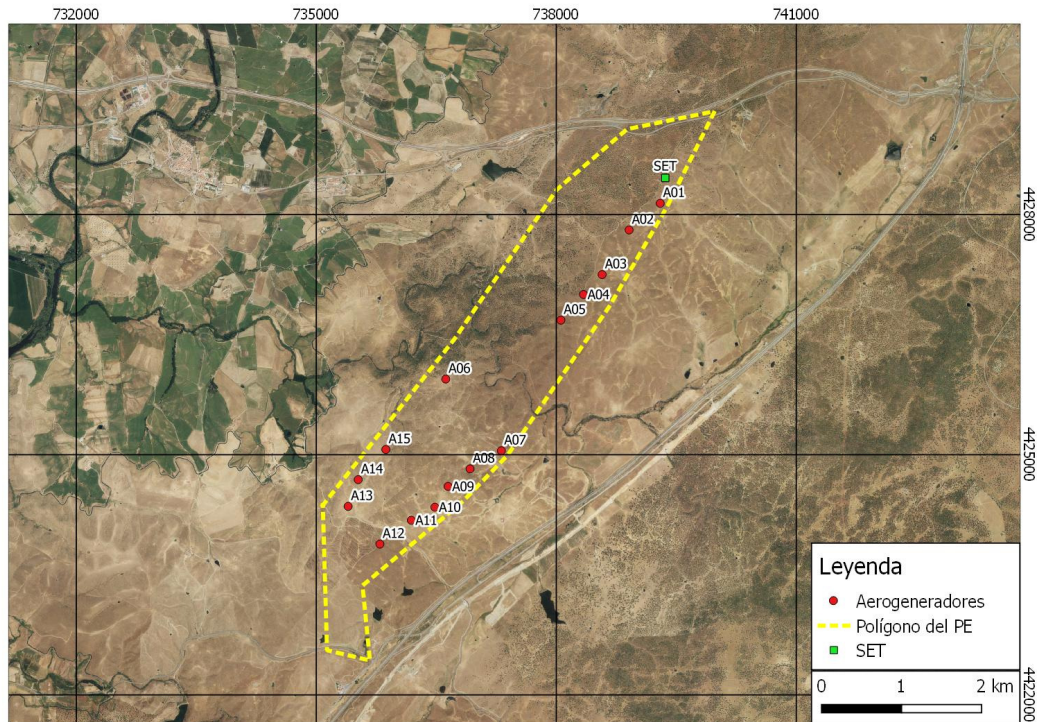 732000
735000
738000
741000
SET
A01
4428000
A02
A03
A04
A05
A06
A15
A07
4425000
A08
A14
A09
A13
A10
A11
A12
Leyenda
Aerogeneradores
Polígono del PE
SET
0 1 2 km
4422000